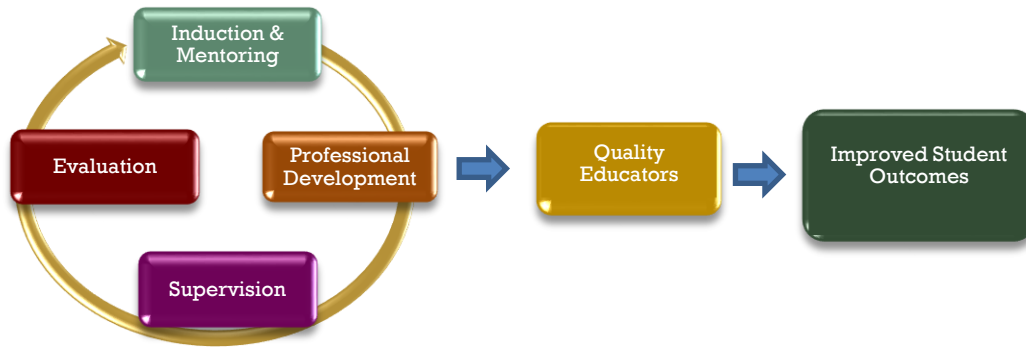 Induction &
Mentoring
Evaluation
Professional
Development
Supervision
Quality
Educators
Improved Student
Outcomes